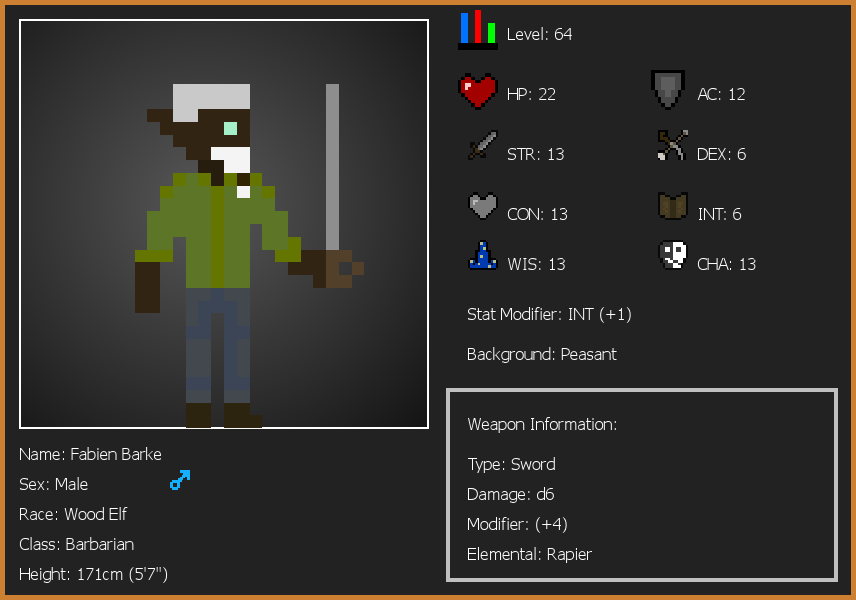 Level: 64
HP: 22
AC: 12
STR: 13
DEX: 6
CON: 13
INT: 6
WIS: 13
CHA: 13
Stat Modifier: INT (+1)
Background: Peasant
Weapon Information:
Type: Sword
Damage: d6
Modifier: (+4)
Elemental: Rapier
Name: Fabien Barke
Sex: Male
Race: Wood Elf
Class: Barbarian
Height: 171cm (5'7")